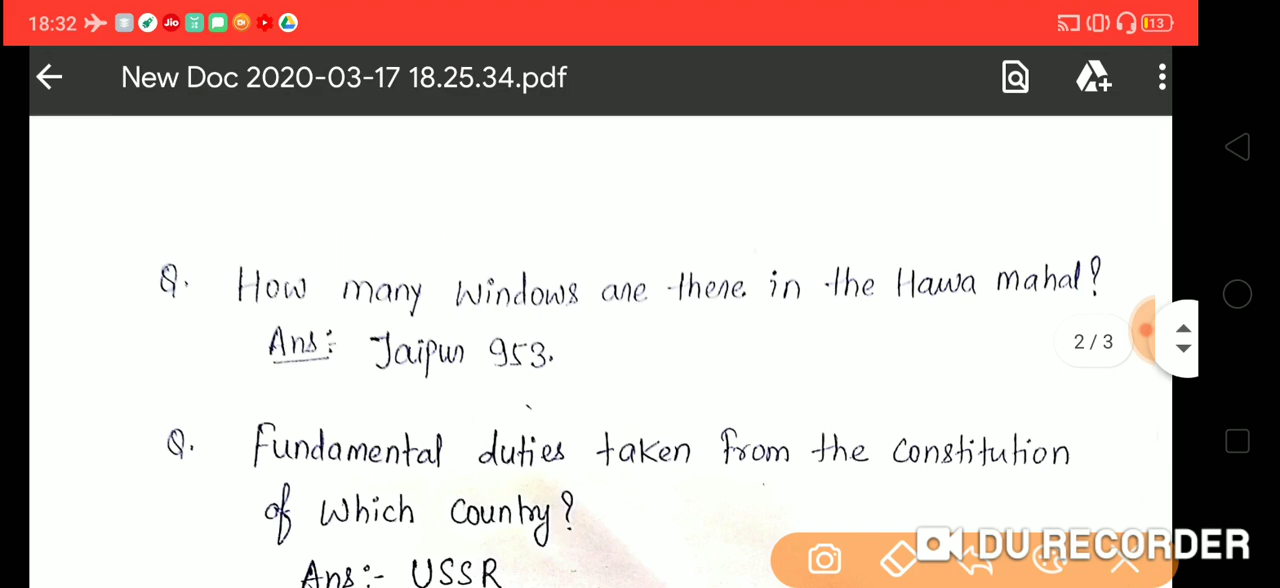 18:32 Jio 13
New Doc 2020-03-17 18.25.34.pdf
Q. How many windows are there in the Hawa mahal?
Ans: Jaipur 953.
2/3
Q. Fundamental duties taken from the constitution
of which country?
Ans:- USSR
DU RECORDER